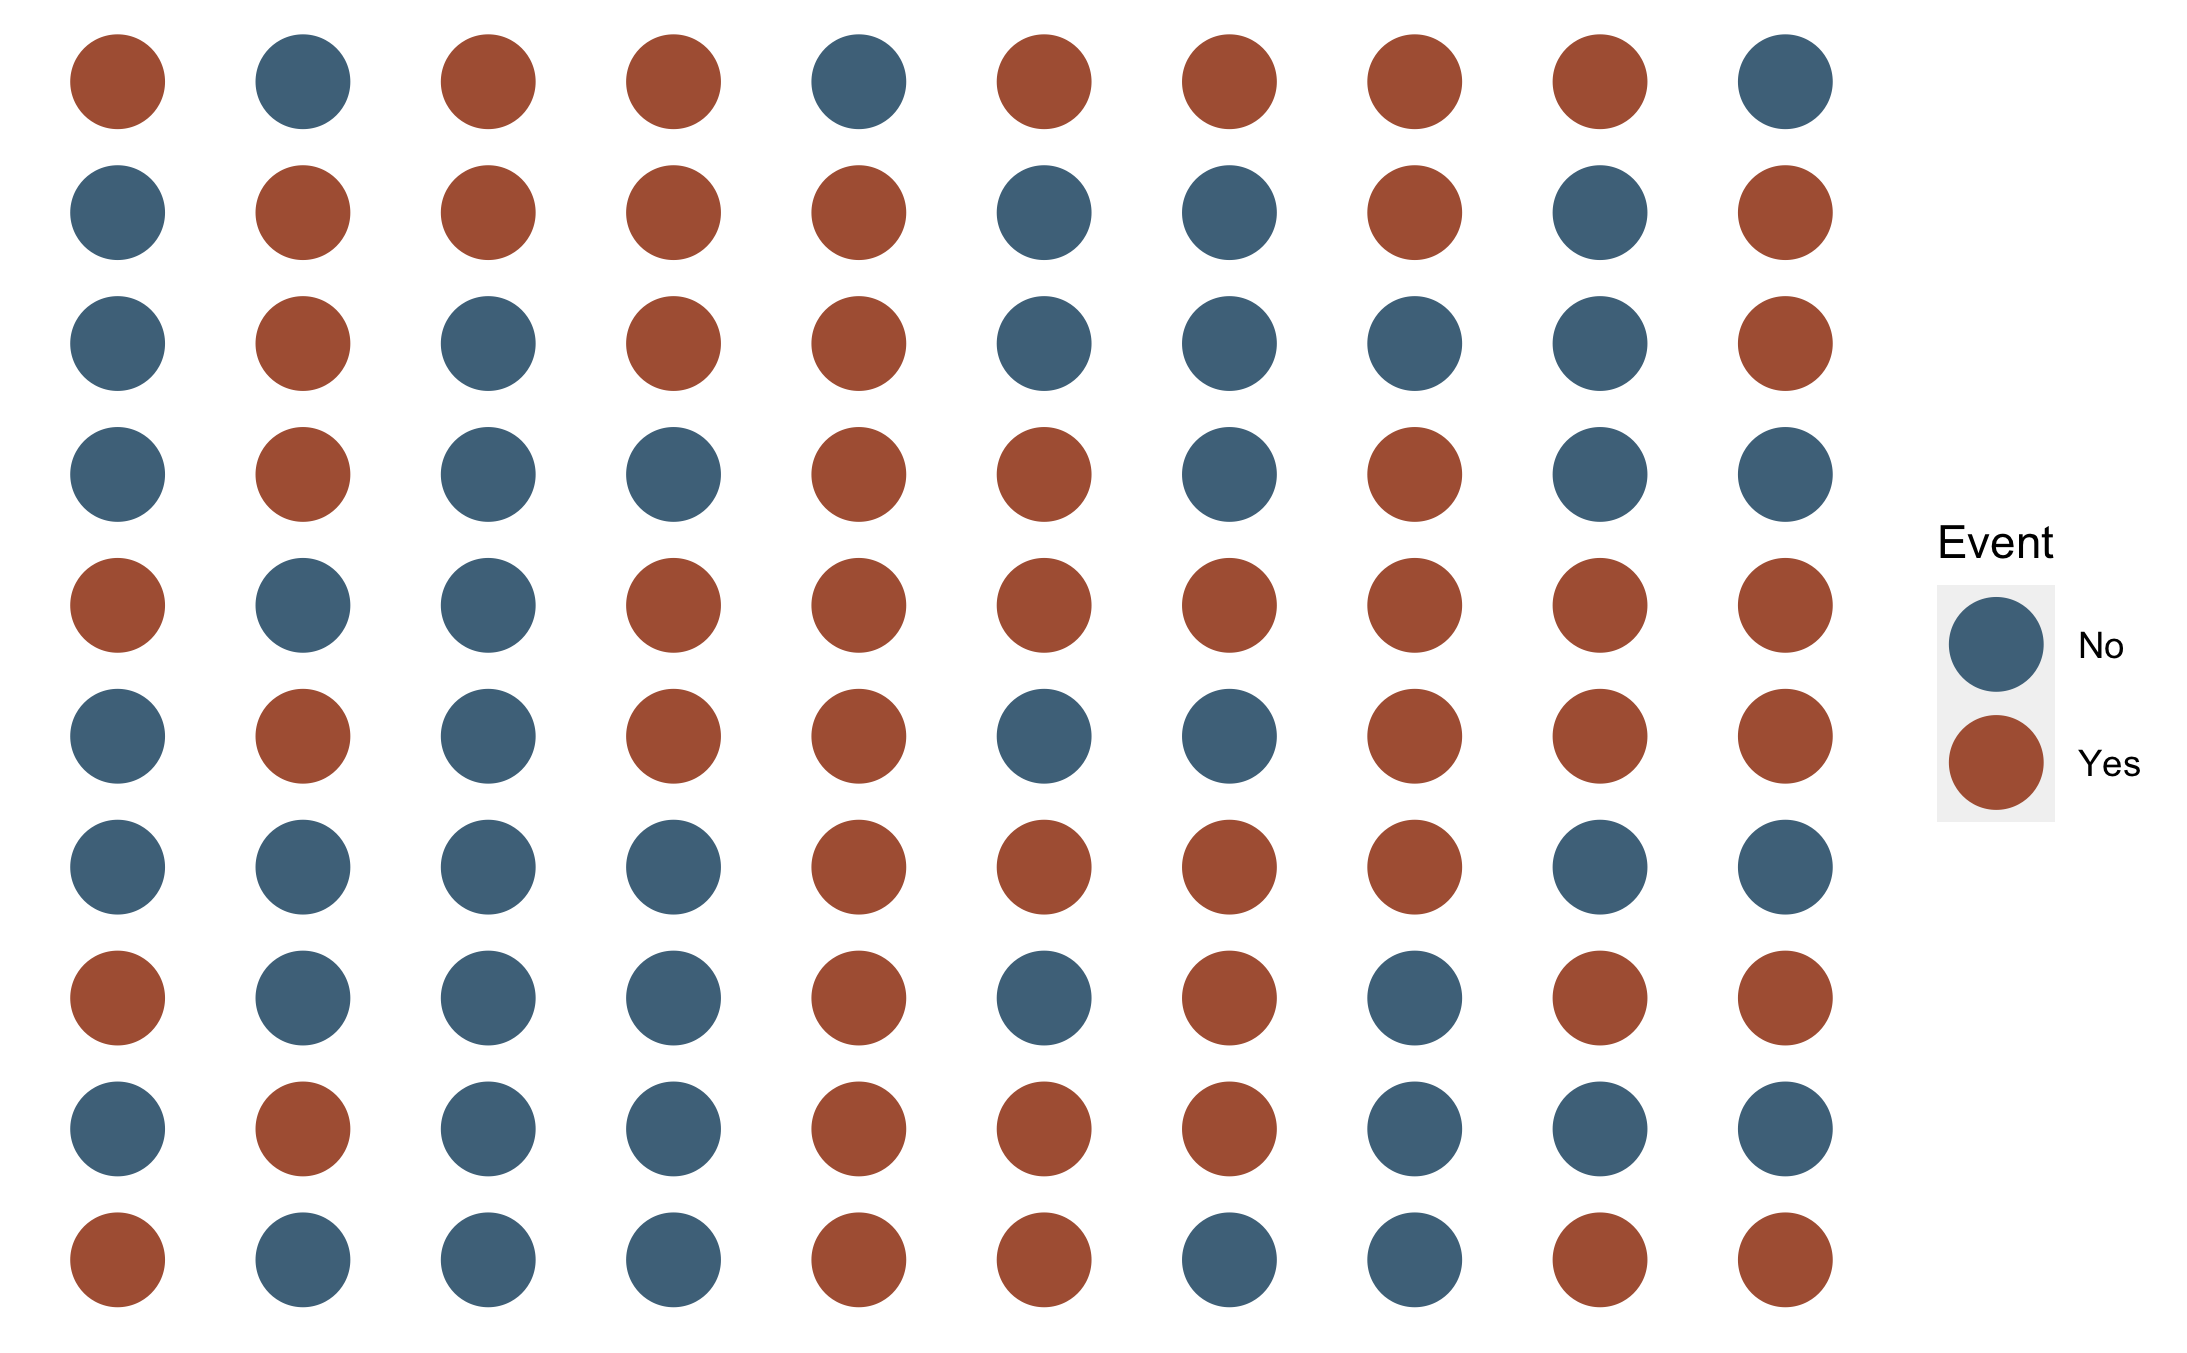 Event
No
Yes